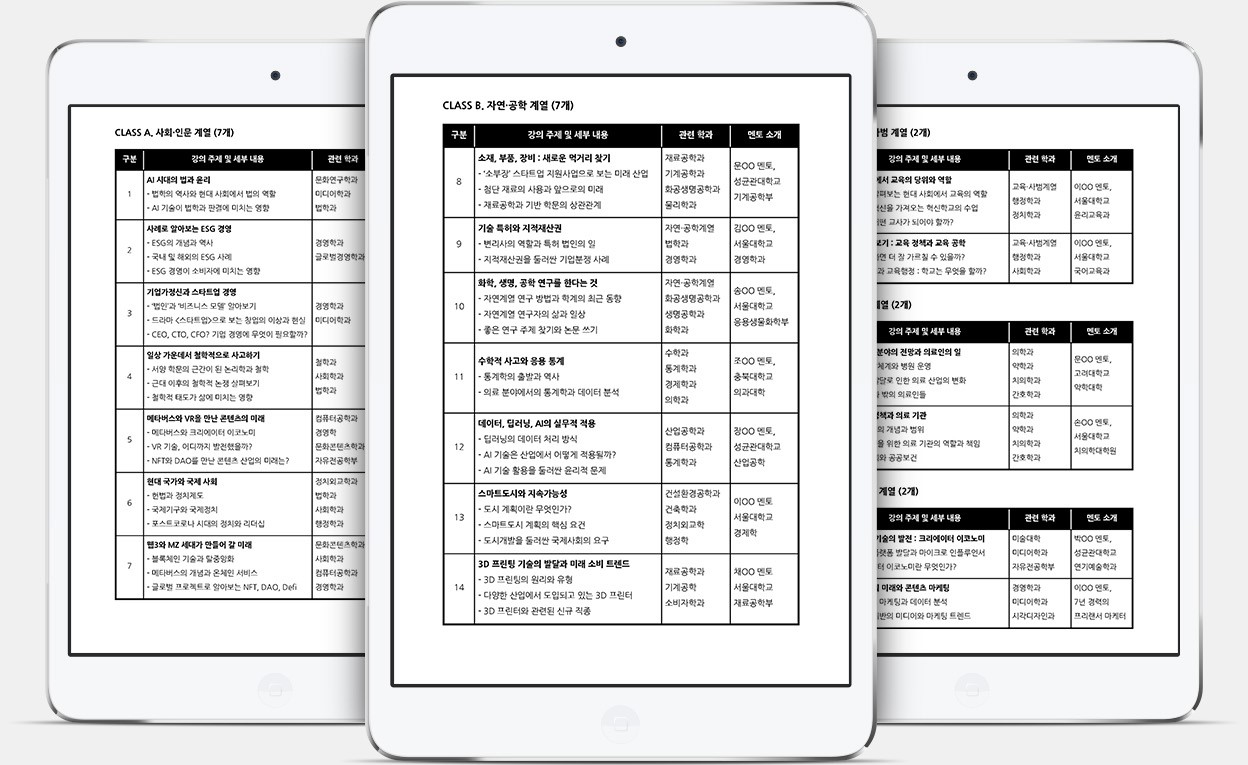 CLASS A. 사회·인문 계열 (7개)
구분 강의 주제 및 세부 내용 관련 학과
1
AI 시대의 법과 윤리
- 법학의 역사와 현대 사회에서 법의 역할
- AI 기술이 법과 판결에 미치는 영향
문화연구학과
미디어학과
법학과
2
사례로 알아보는 ESG 경영
- ESG의 개념과 역사
- 국내 및 해외의 ESG 사례
- ESG 경영이 소비자에 미치는 영향
경영학과
글로벌경영학과
3
기업가정신과 스타트업 경영
- '법인'과 '비즈니스 모델' 알아보기
- 드라마 <스타트업>으로 보는 창업의 이상과 현실
- CEO, CTO, CFO? 기업 경영에 무엇이 필요할까?
경영학과
미디어학과
4
일상 가운데서 철학적으로 사고하기
- 서양 학문의 근간이 된 논리학과 철학
- 근대 이후의 철학적 논쟁 살펴보기
- 철학적 태도가 삶에 미치는 영향
철학과
사회학과
법학과
5
메타버스와 VR을 만난 콘텐츠의 미래
- 메타버스와 크리에이터 이코노미
- VR 기술, 어디까지 발전했을까?
- NFT와 DAO를 만난 콘텐츠 산업의 미래는?
컴퓨터공학과
경영학
문화콘텐츠학과
자유전공학부
6
현대 국가와 국제 사회
- 헌법과 정치제도
- 국제기구와 국제정치
- 포스트코로나 시대의 정치와 리더십
정치외교학과
법학과
사회학과
행정학과
7
웹3와 MZ 세대가 만들어 갈 미래
- 블록체인 기술과 탈중앙화
- 메타버스의 개념과 온체인 서비스
- 글로벌 프로젝트로 알아보는 NFT, DAO, Defi
문화콘텐츠학과
사회학과
컴퓨터공학과
경영학과
CLASS B. 자연·공학 계열 (7개)
구분 강의 주제 및 세부 내용 관련 학과 멘토 소개
8
소재, 부품, 장비 : 새로운 먹거리 찾기
- '소부장' 스타트업 지원사업으로 보는 미래 산업
- 첨단 재료의 사용과 앞으로의 미래
- 재료공학과 기반 학문의 상관관계
재료공학과
기계공학과
화공생명공학과
물리학과
문OO 멘토,
성균관대학교
기계공학부
9
기술 특허와 지적재산권
- 변리사의 역할과 특허 법인의 일
- 지적재산권을 둘러싼 기업분쟁 사례
자연·공학계열
법학과
경영학과
김OO 멘토,
서울대학교
경영학과
10
화학, 생명, 공학 연구를 한다는 것
- 자연계열 연구 방법과 학계의 최근 동향
- 자연계열 연구자의 삶과 일상
- 좋은 연구 주제 찾기와 논문 쓰기
자연·공학계열
화공생명공학과
생명공학과
화학과
송OO 멘토,
서울대학교
응용생물화학부
11
수학적 사고와 응용 통계
- 통계학의 출발과 역사
- 의료 분야에서의 통계학과 데이터 분석
수학과
통계학과
경제학과
의학과
조OO 멘토,
충북대학교
의과대학
12
데이터, 딥러닝, AI의 실무적 적용
- 딥러닝의 데이터 처리 방식
- AI 기술은 산업에서 어떻게 적용될까?
- AI 기술 활용을 둘러싼 윤리적 문제
산업공학과
컴퓨터공학과
통계학과
장OO 멘토,
성균관대학교
산업공학
13
스마트도시와 지속가능성
- 도시 계획이란 무엇인가?
- 스마트도시 계획의 핵심 요건
- 도시개발을 둘러싼 국제사회의 요구
건설환경공학과
건축학과
정치외교학
행정학
이OO 멘토
서울대학교
경제학
14
3D 프린팅 기술의 발달과 미래 소비 트렌드
- 3D 프린팅의 원리와 유형
- 다양한 산업에서 도입되고 있는 3D 프린터
- 3D 프린터와 관련된 신규 직종
재료공학과
기계공학
소비자학과
채OO 멘토
서울대학교
재료공학부
범 계열 (2개)
강의 주제 및 세부 내용 관련 학과 멘토 소개
에서 교육의 당위와 역할
살펴보는 현대 사회에서 교육의 역할
혁신을 가져오는 혁신학교의 수업
떤 교사가 되어야 할까?
교육·사범계열
행정학과
정치학과
이OO 멘토,
서울대학교
윤리교육과
보기 : 교육 정책과 교육 공학
하면 더 잘 가르칠 수 있을까?
과 교육행정 : 학교는 무엇을 할까?
교육·사범계열
행정학과
사회학과
이OO 멘토,
서울대학교
국어교육과
계열 (2개)
강의 주제 및 세부 내용 관련 학과 멘토 소개
분야의 전망과 의료인의 일
체계와 병원 운영
발달로 인한 의료 산업의 변화
밖의 의료인들
의학과
약학과
치의학과
간호학과
문OO 멘토,
고려대학교
약학대학
정책과 의료 기관
의 개념과 범위
을 위한 의료 기관의 역할과 책임
와 공공보건
의학과
약학과
치의학과
간호학과
손OO 멘토,
서울대학교
치의학대학원
계열 (2개)
강의 주제 및 세부 내용 관련 학과 멘토 소개
기술의 발전 : 크리에이터 이코노미
랫폼 발달과 마이크로 인플루언서
터 이코노미란 무엇인가?
미술대학
미디어학과
자유전공학부
박OO 멘토,
성균관대학교
연기예술학과
미래와 콘텐츠 마케팅
마케팅과 데이터 분석
반의 미디어와 마케팅 트렌드
경영학과
미디어학과
시각디자인과
이OO 멘토,
7년 경력의
프리랜서 마케터